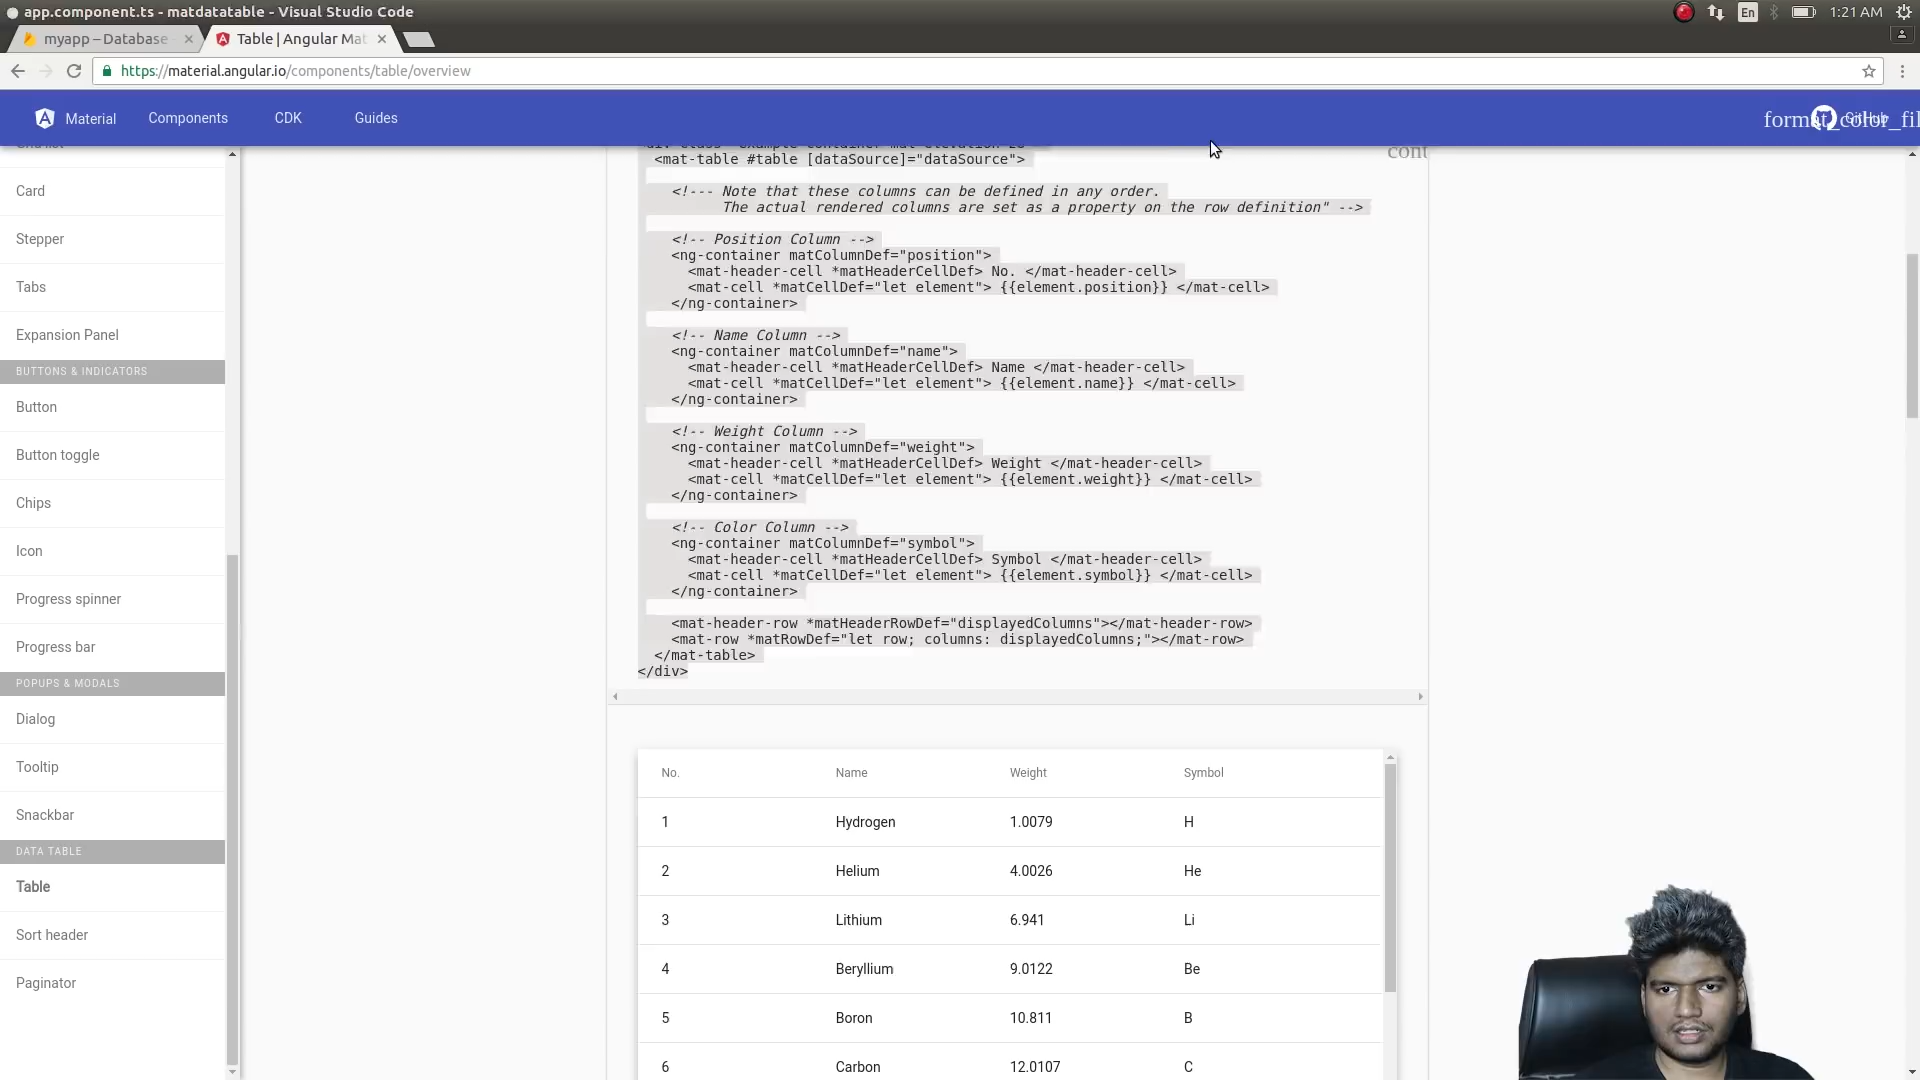 app.component.ts - matdatatable - Visual Studio Code
En
1:21 AM
myapp – Database
Table | Angular Mat
https://material.angular.io/components/table/overview
Material
Components
CDK
Guides
format_color_fil
GitHub
Card
Stepper
Tabs
Expansion Panel
BUTTONS & INDICATORS
Button
Button toggle
Chips
Icon
Progress spinner
Progress bar
POPUPS & MODALS
Dialog
Tooltip
Snackbar
DATA TABLE
Table
Sort header
Paginator
cont
<mat-table #table [dataSource]="dataSource">
<!--- Note that these columns can be defined in any order.
The actual rendered columns are set as a property on the row definition" -->
<!-- Position Column -->
<ng-container matColumnDef="position">
<mat-header-cell *matHeaderCellDef> No. </mat-header-cell>
<mat-cell *matCellDef="let element"> {{element.position}} </mat-cell>
</ng-container>
<!-- Name Column -->
<ng-container matColumnDef="name">
<mat-header-cell *matHeaderCellDef> Name </mat-header-cell>
<mat-cell *matCellDef="let element"> {{element.name}} </mat-cell>
</ng-container>
<!-- Weight Column -->
<ng-container matColumnDef="weight">
<mat-header-cell *matHeaderCellDef> Weight </mat-header-cell>
<mat-cell *matCellDef="let element"> {{element.weight}} </mat-cell>
</ng-container>
<!-- Color Column -->
<ng-container matColumnDef="symbol">
<mat-header-cell *matHeaderCellDef> Symbol </mat-header-cell>
<mat-cell *matCellDef="let element"> {{element.symbol}} </mat-cell>
</ng-container>
<mat-header-row *matHeaderRowDef="displayedColumns"></mat-header-row>
<mat-row *matRowDef="let row; columns: displayedColumns;"></mat-row>
</mat-table>
</div>
No. Name Weight Symbol
1 Hydrogen 1.0079 H
2 Helium 4.0026 He
3 Lithium 6.941 Li
4 Beryllium 9.0122 Be
5 Boron 10.811 B
6 Carbon 12.0107 C